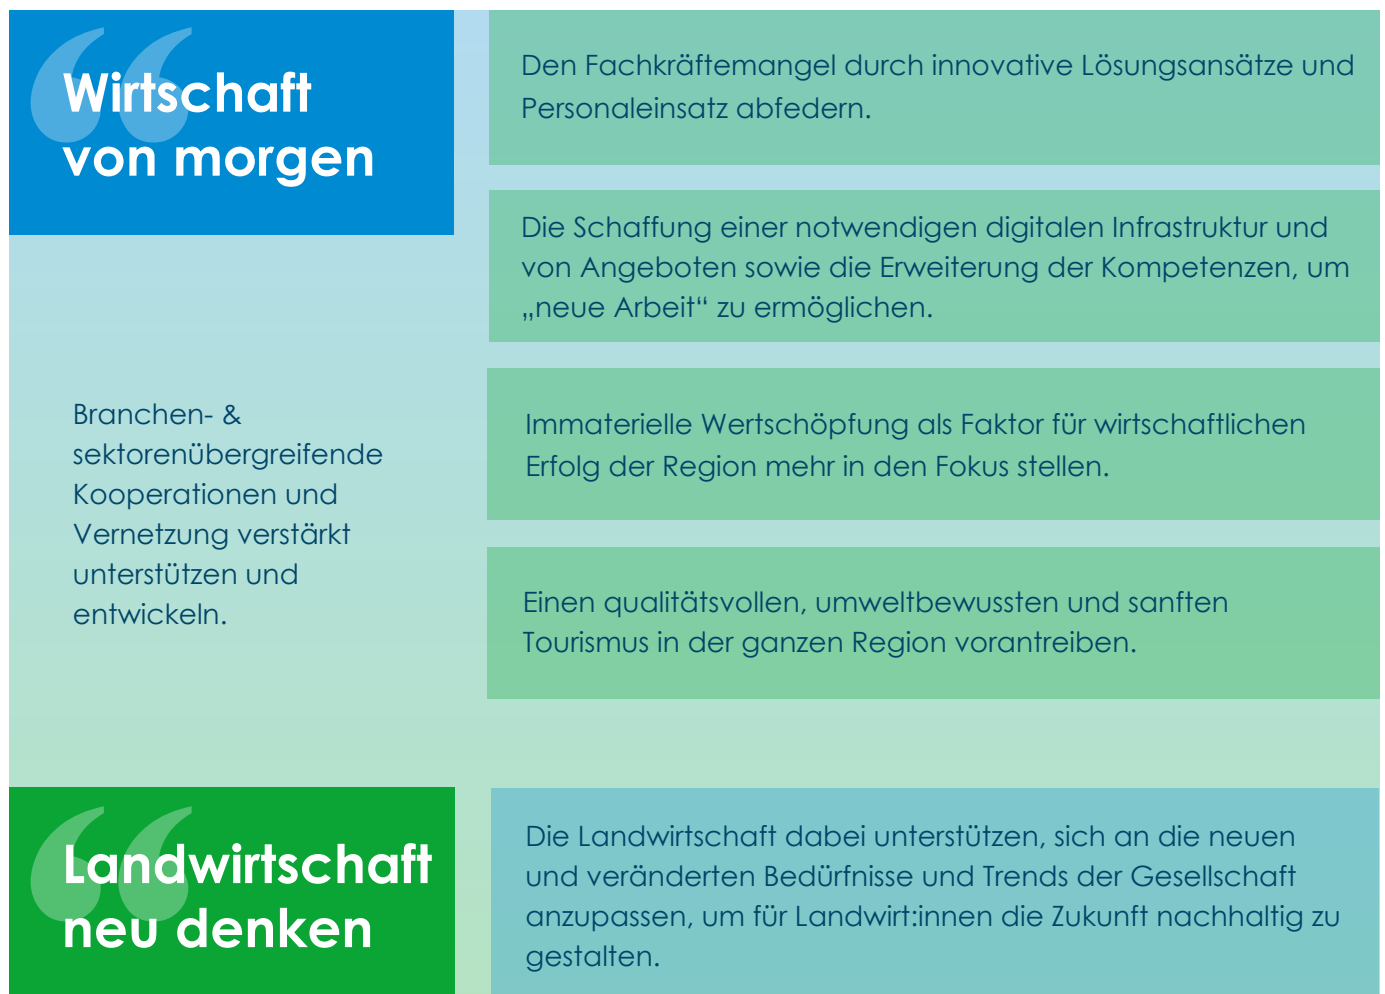 Wirtschaft
von morgen
Den Fachkräftemangel durch innovative Lösungsansätze und
Personaleinsatz abfedern.
Die Schaffung einer notwendigen digitalen Infrastruktur und
von Angeboten sowie die Erweiterung der Kompetenzen, um
„neue Arbeit“ zu ermöglichen.
Branchen- &
sektorenübergreifende
Kooperationen und
Vernetzung verstärkt
unterstützen und
entwickeln.
Immaterielle Wertschöpfung als Faktor für wirtschaftlichen
Erfolg der Region mehr in den Fokus stellen.
Einen qualitätsvollen, umweltbewussten und sanften
Tourismus in der ganzen Region vorantreiben.
Landwirtschaft
neu denken
Die Landwirtschaft dabei unterstützen, sich an die neuen
und veränderten Bedürfnisse und Trends der Gesellschaft
anzupassen, um für Landwirt:innen die Zukunft nachhaltig zu
gestalten.